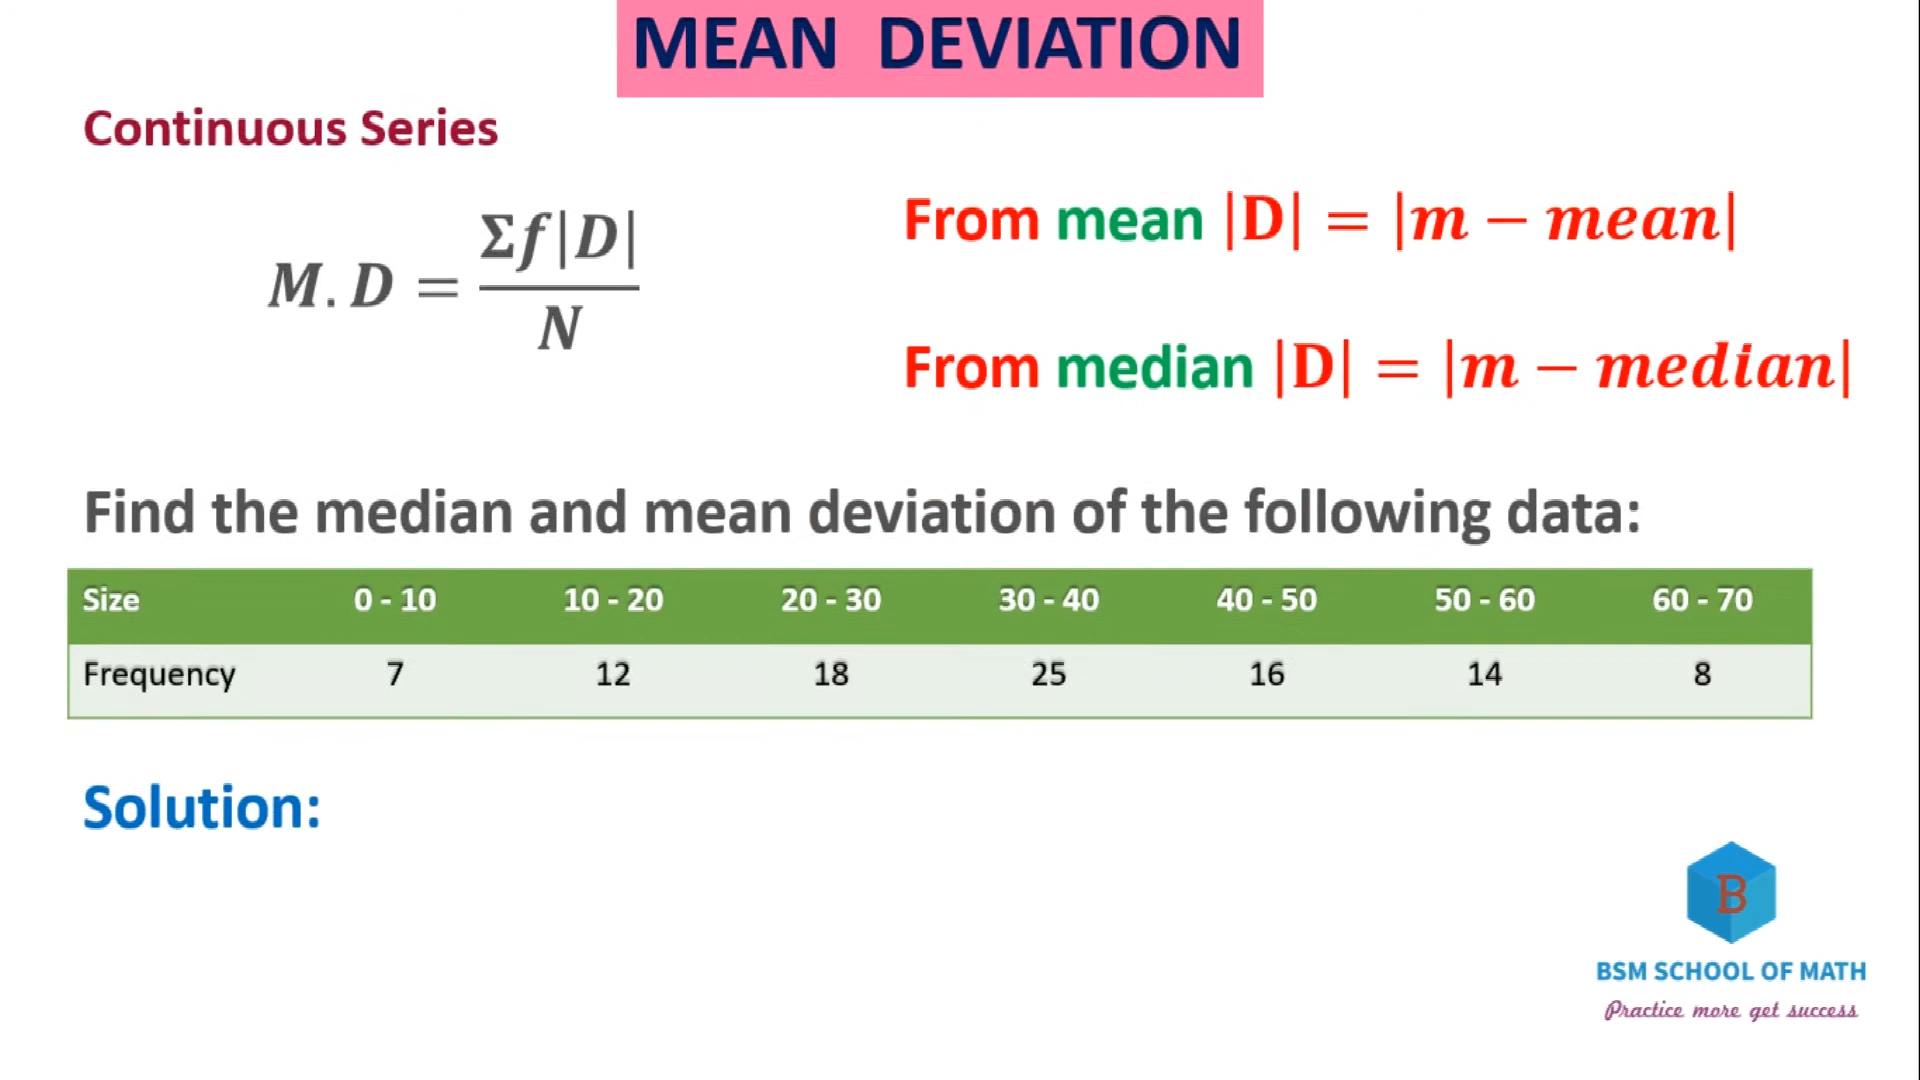 MEAN DEVIATION
Continuous Series
M.D = Σf|D| / N
From mean |D| = |m − mean|
From median |D| = |m − median|
Find the median and mean deviation of the following data:
Size 0 - 10 10 - 20 20 - 30 30 - 40 40 - 50 50 - 60 60 - 70
Frequency 7 12 18 25 16 14 8
Solution:
B
BSM SCHOOL OF MATH
Practice more get success